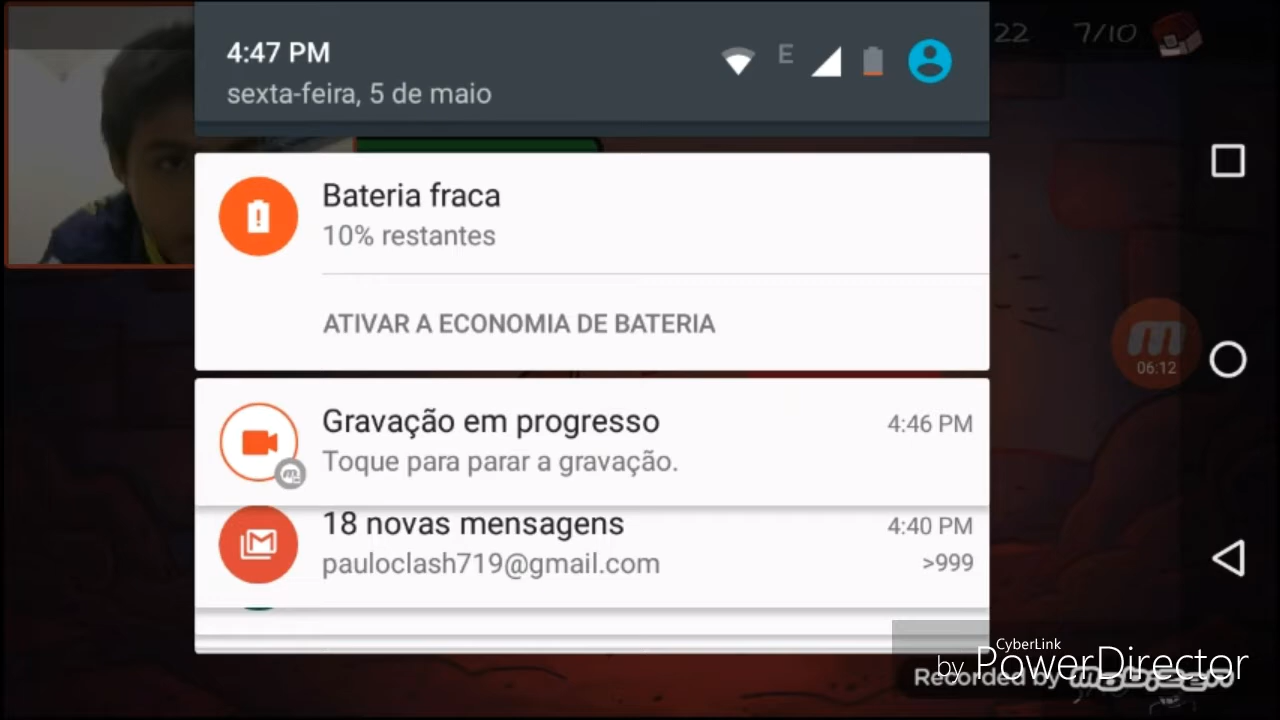 4:47 PM
E
sexta-feira, 5 de maio
22
7/10
Bateria fraca
10% restantes
ATIVAR A ECONOMIA DE BATERIA
06:12
Gravação em progresso
4:46 PM
Toque para parar a gravação.
18 novas mensagens
4:40 PM
pauloclash719@gmail.com
>999
CyberLink
by PowerDirector
Recorded by